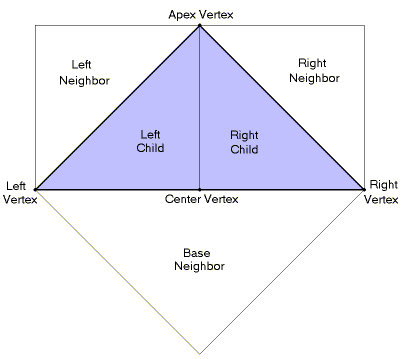 Apex Vertex
Left
Neighbor
Right
Neighbor
Left
Child
Right
Child
Left
Vertex
Center Vertex
Right
Vertex
Base
Neighbor